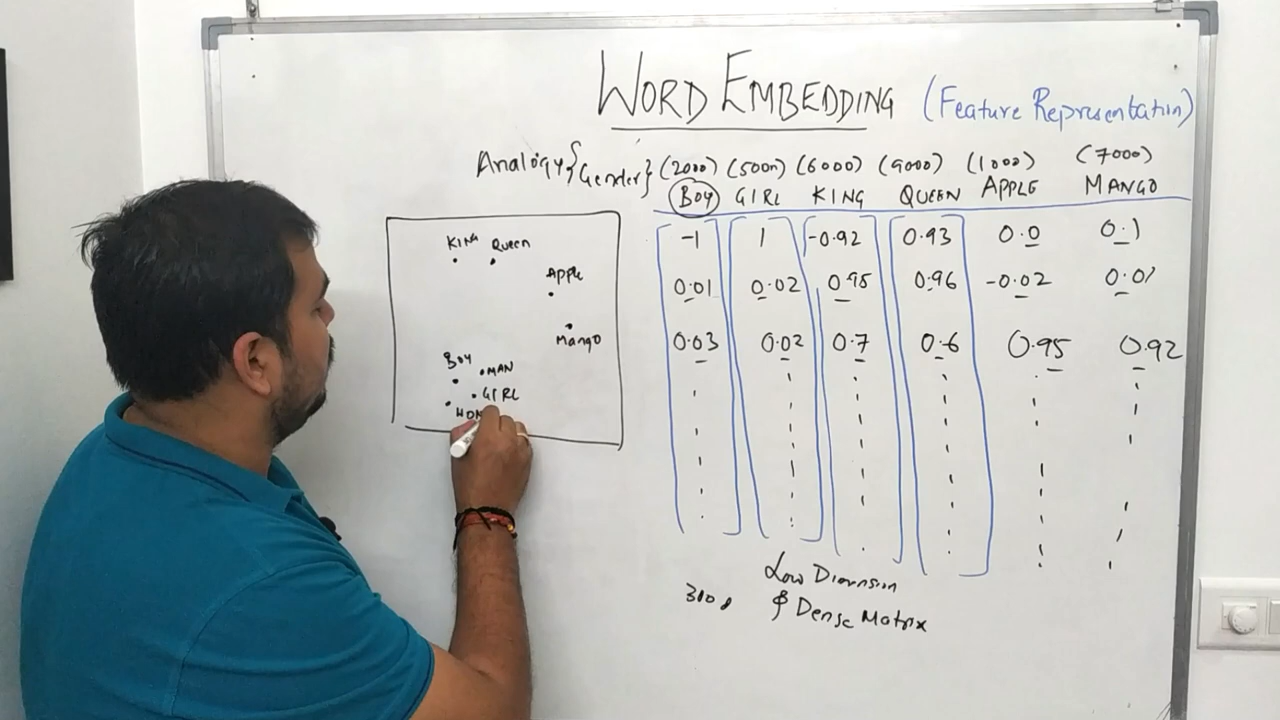 WORD EMBEDDING (Feature Representation)
Analogy {Gender} (2000) (5000) (6000) (9000) (1000) (7000)
BOY GIRL KING QUEEN APPLE MANGO
-1 1 -0.92 0.93 0.0 0.1
0.01 0.02 0.95 0.96 -0.02 0.01
0.03 0.02 0.7 0.6 0.95 0.92
KING Queen
Apple
Mango
BOY MAN
GIRL
Low Dimension
& Dense Matrix